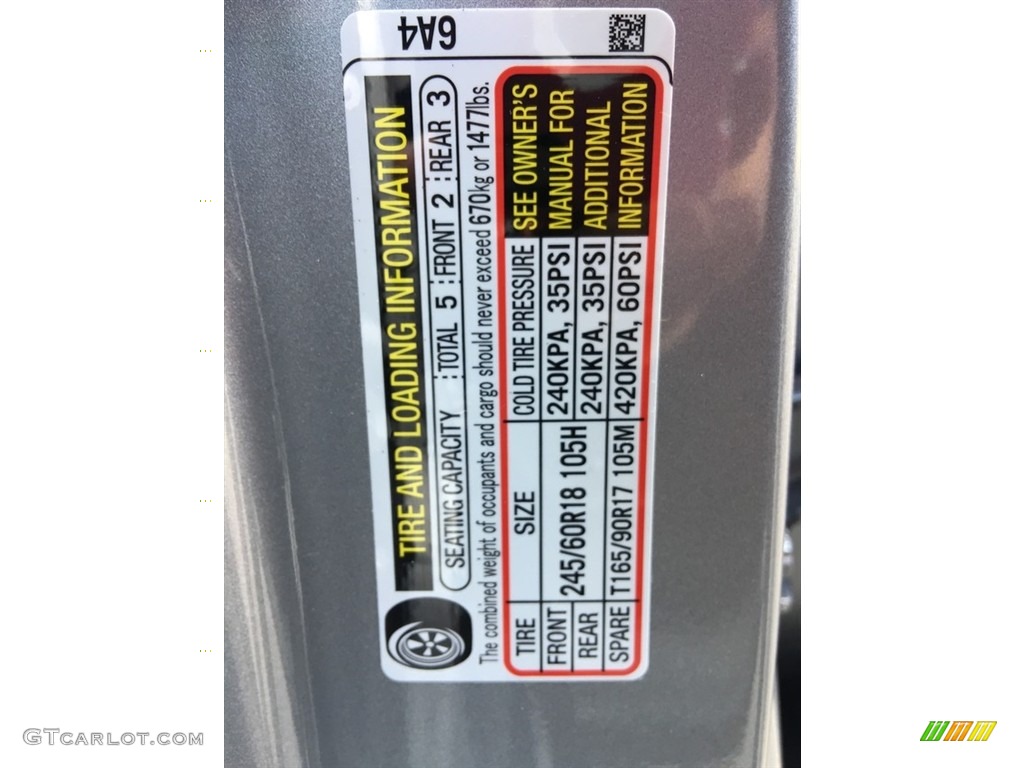 6A4
TIRE AND LOADING INFORMATION
SEATING CAPACITY TOTAL 5 FRONT 2 REAR 3
The combined weight of occupants and cargo should never exceed 670kg or 1477lbs.
TIRE SIZE COLD TIRE PRESSURE SEE OWNER'S
FRONT 245/60R18 105H 240KPA, 35PSI MANUAL FOR
REAR 240KPA, 35PSI ADDITIONAL
SPARE T165/90R17 105M 420KPA, 60PSI INFORMATION
GTCARLOT.COM